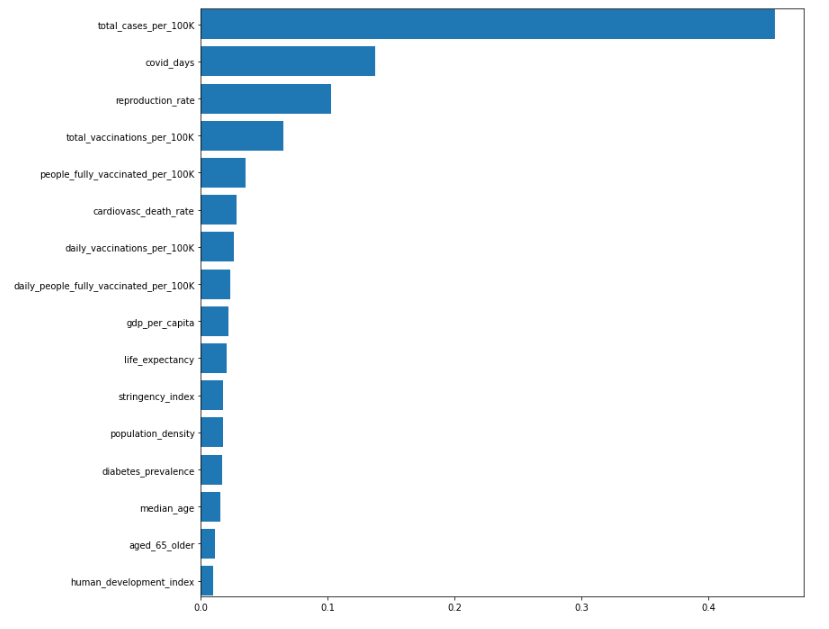 total_cases_per_100K
covid_days
reproduction_rate
total_vaccinations_per_100K
people_fully_vaccinated_per_100K
cardiovasc_death_rate
daily_vaccinations_per_100K
daily_people_fully_vaccinated_per_100K
gdp_per_capita
life_expectancy
stringency_index
population_density
diabetes_prevalence
median_age
aged_65_older
human_development_index
0.0 0.1 0.2 0.3 0.4